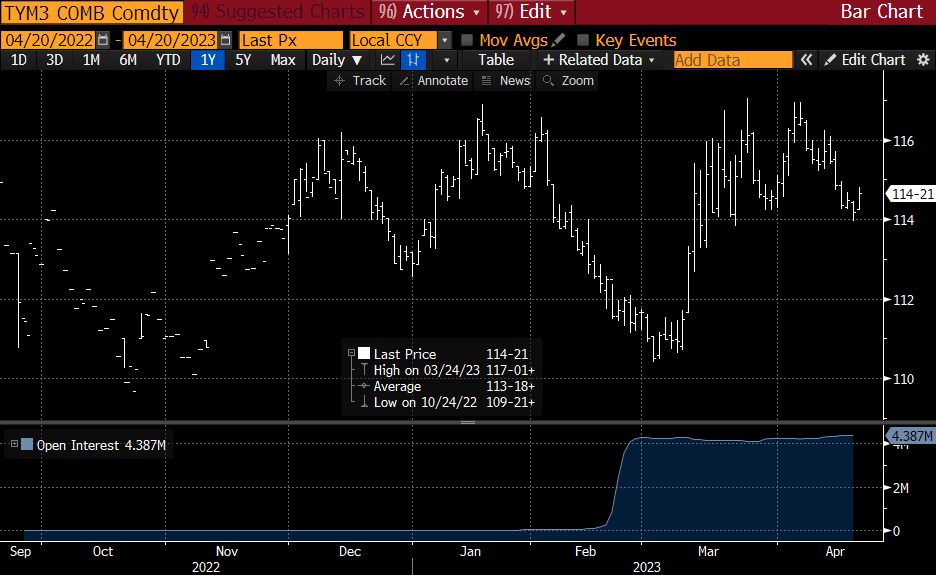 TYM3 COMB Comdty 94) Suggested Charts 96) Actions 97) Edit Bar Chart
04/20/2022 - 04/20/2023 Last Px Local CCY Mov Avgs Key Events
1D 3D 1M 6M YTD 1Y 5Y Max Daily ▼ Table + Related Data Add Data « Edit Chart
Track Annotate News Zoom
116
114-21
114
112
110
Last Price 114-21
High on 03/24/23 117-01+
Average 113-18+
Low on 10/24/22 109-21+
Open Interest 4.387M
4.387M
4M
2M
0
Sep Oct Nov Dec Jan Feb Mar Apr
2022 2023